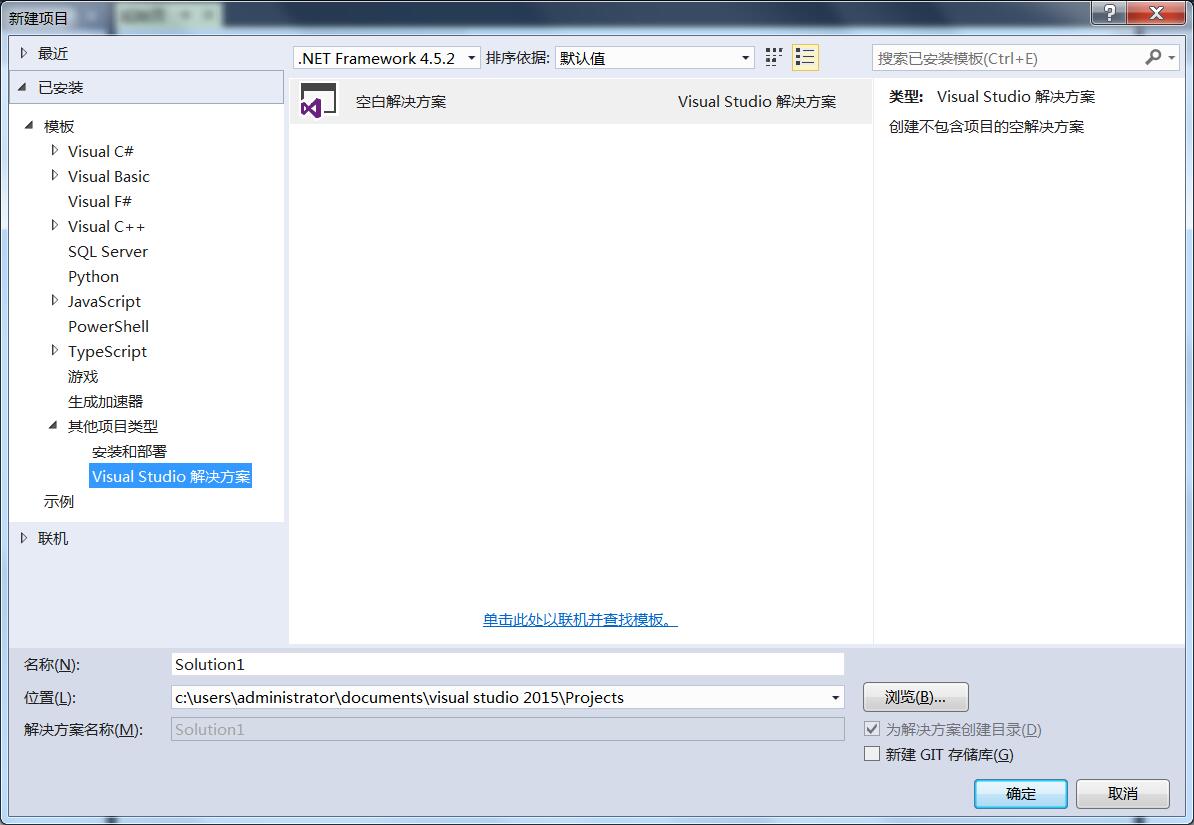 新建项目
最近
.NET Framework 4.5.2 排序依据: 默认值 搜索已安装模板(Ctrl+E)
已安装
模板
Visual C#
Visual Basic
Visual F#
Visual C++
SQL Server
Python
JavaScript
PowerShell
TypeScript
游戏
生成加速器
其他项目类型
安装和部署
Visual Studio 解决方案
示例
联机
空白解决方案 Visual Studio 解决方案
类型: Visual Studio 解决方案
创建不包含项目的空解决方案
单击此处以联机并查找模板。
名称(N): Solution1
位置(L): c:\users\administrator\documents\visual studio 2015\Projects 浏览(B)...
解决方案名称(M): Solution1 为解决方案创建目录(D)
新建 GIT 存储库(G)
确定 取消